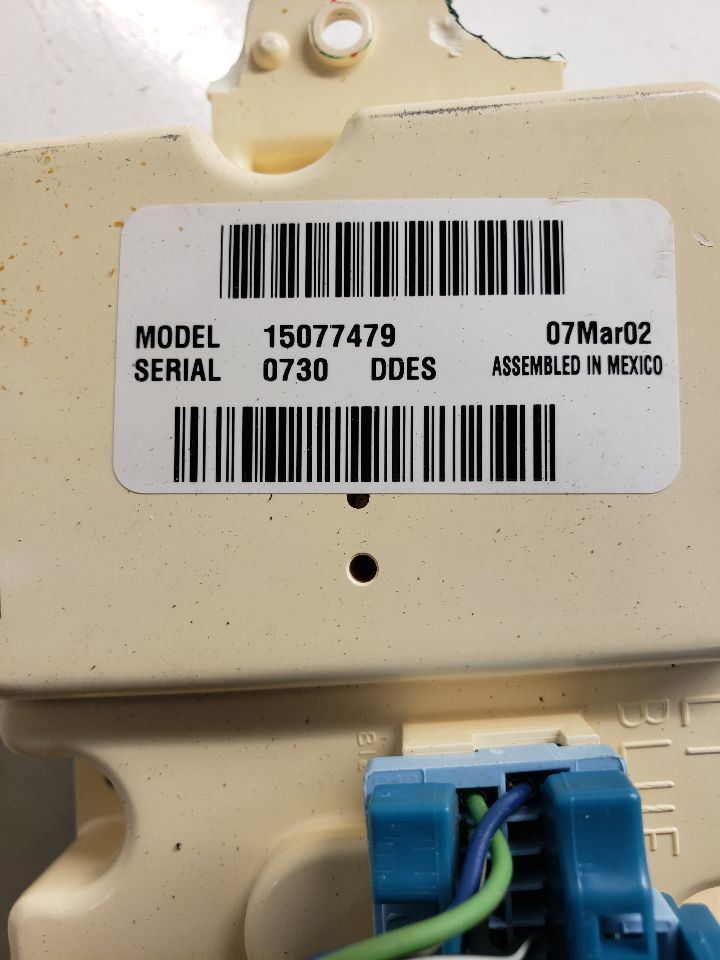 MODEL 15077479 07Mar02
SERIAL 0730 DDES ASSEMBLED IN MEXICO
BLUE